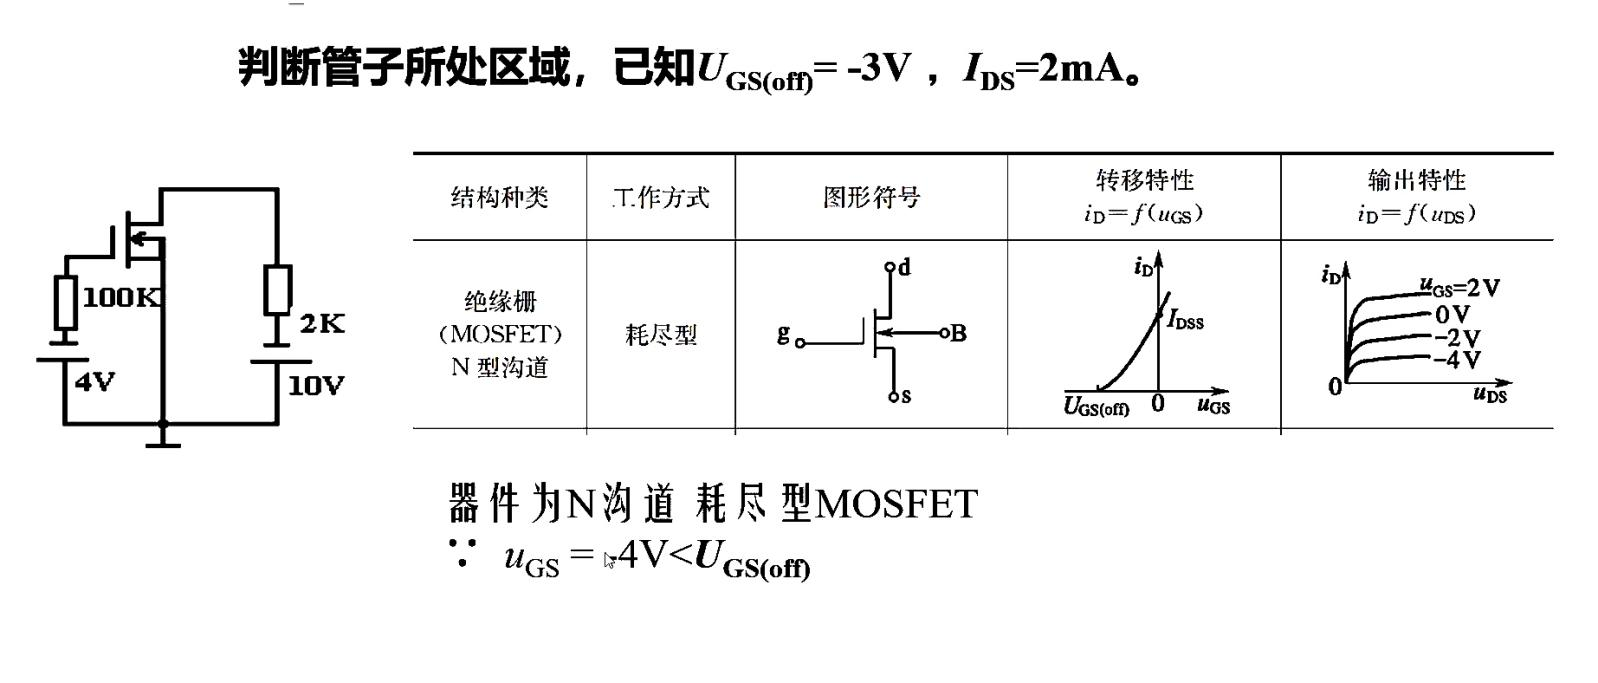 判断管子所处区域，已知UGS(off)= -3V ，IDS=2mA。
100K
2K
4V
10V
结构种类
工作方式
图形符号
转移特性
iD=f(uGS)
输出特性
iD=f(uDS)
绝缘栅
(MOSFET)
N 型沟道
耗尽型
d
g
B
s
iD
IDSS
UGS(off)
0
uGS
iD
uGS=2V
0V
-2V
-4V
0
uDS
器件为N沟道 耗尽型MOSFET
∵ uGS = -4V<UGS(off)